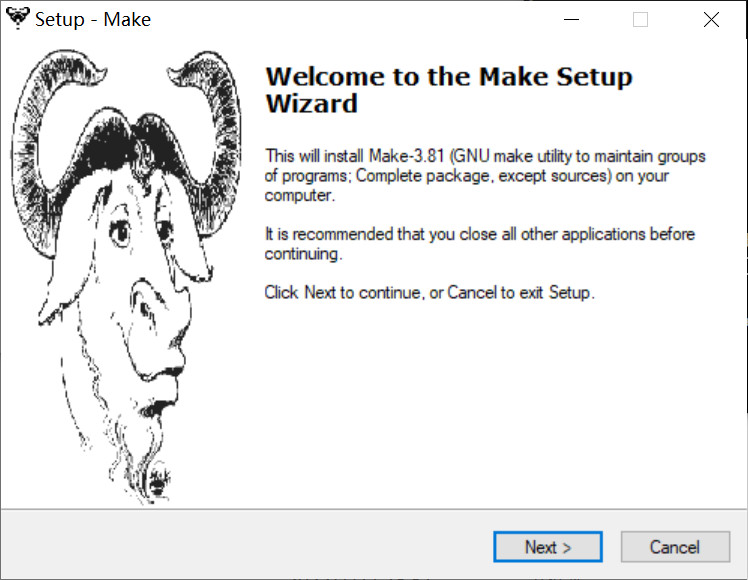 Setup - Make
Welcome to the Make Setup
Wizard
This will install Make-3.81 (GNU make utility to maintain groups
of programs; Complete package, except sources) on your
computer.
It is recommended that you close all other applications before
continuing.
Click Next to continue, or Cancel to exit Setup.
Next >
Cancel